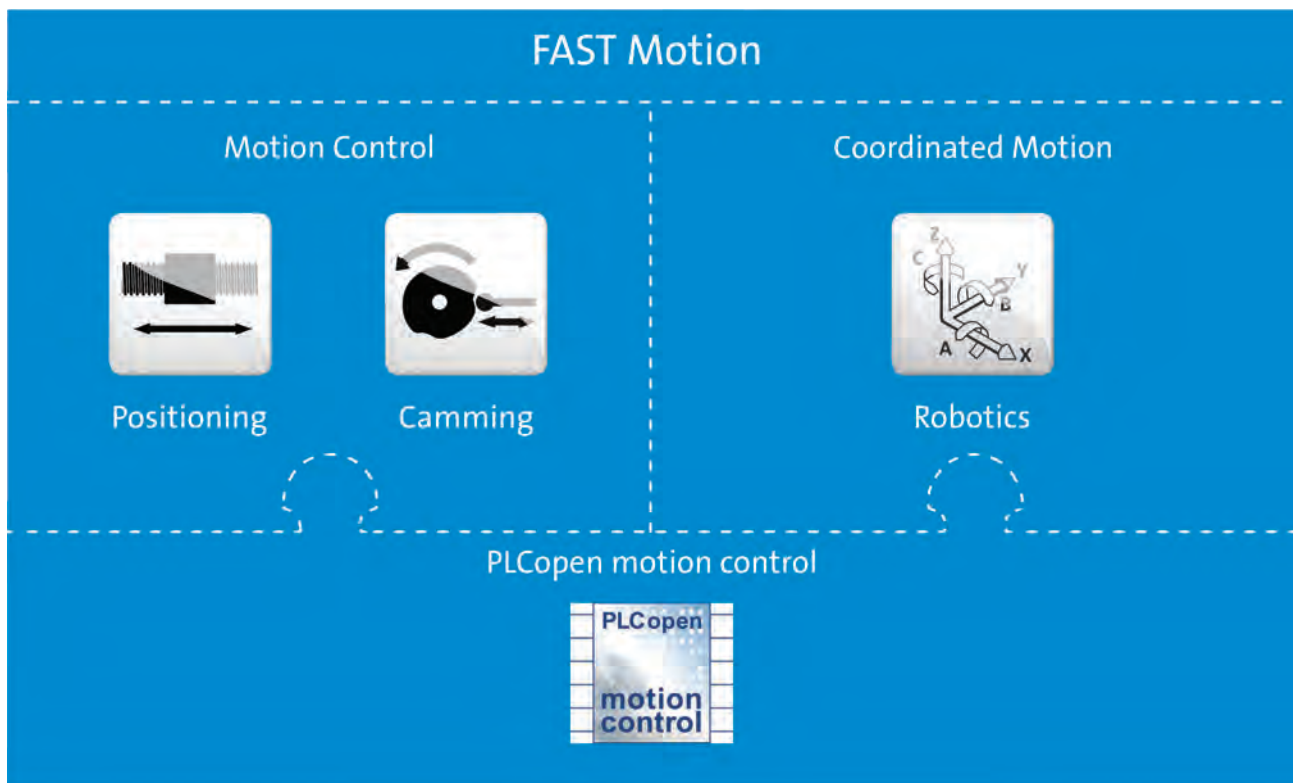 FAST Motion
Motion Control
Coordinated Motion
Z
C
Y
B
A
X
Positioning
Camming
Robotics
PLCopen motion control
PLCopen
motion
control